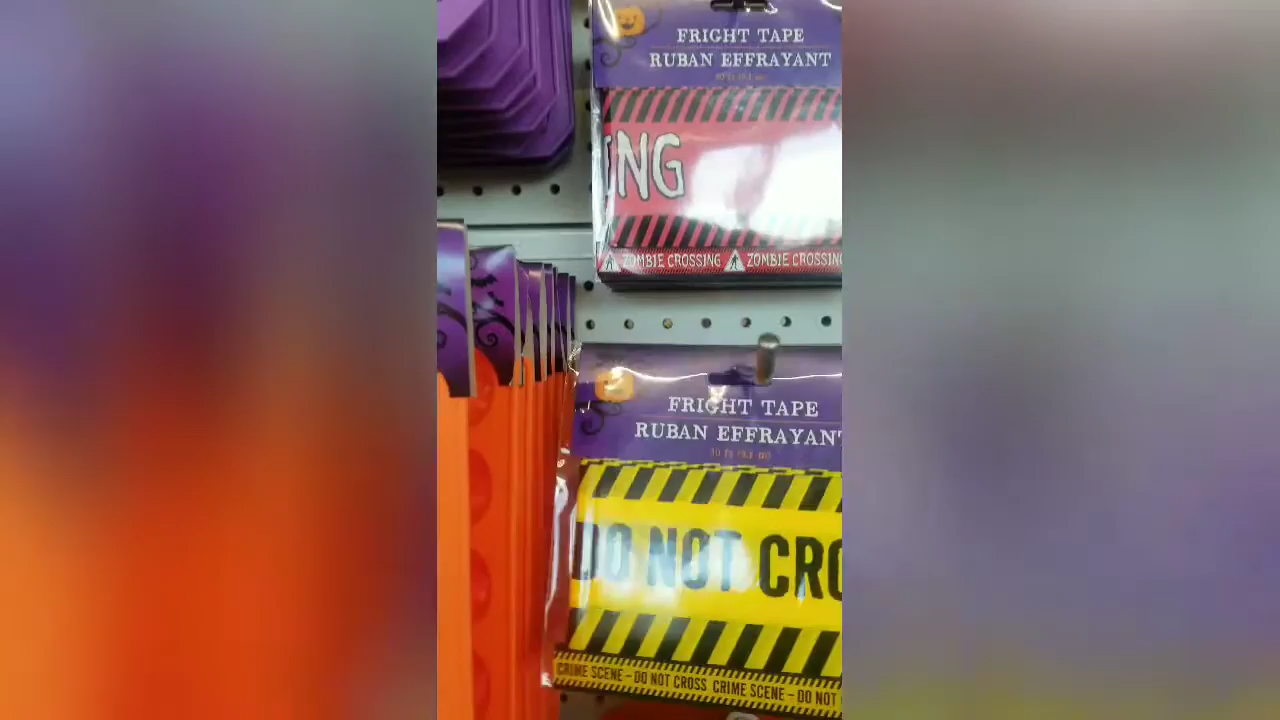 FRIGHT TAPE
RUBAN EFFRAYANT
NG
ZOMBIE CROSSING ZOMBIE CROSSING
FRIGHT TAPE
RUBAN EFFRAYANT
DO NOT CRO
CRIME SCENE - DO NOT CROSS CRIME SCENE - DO NOT